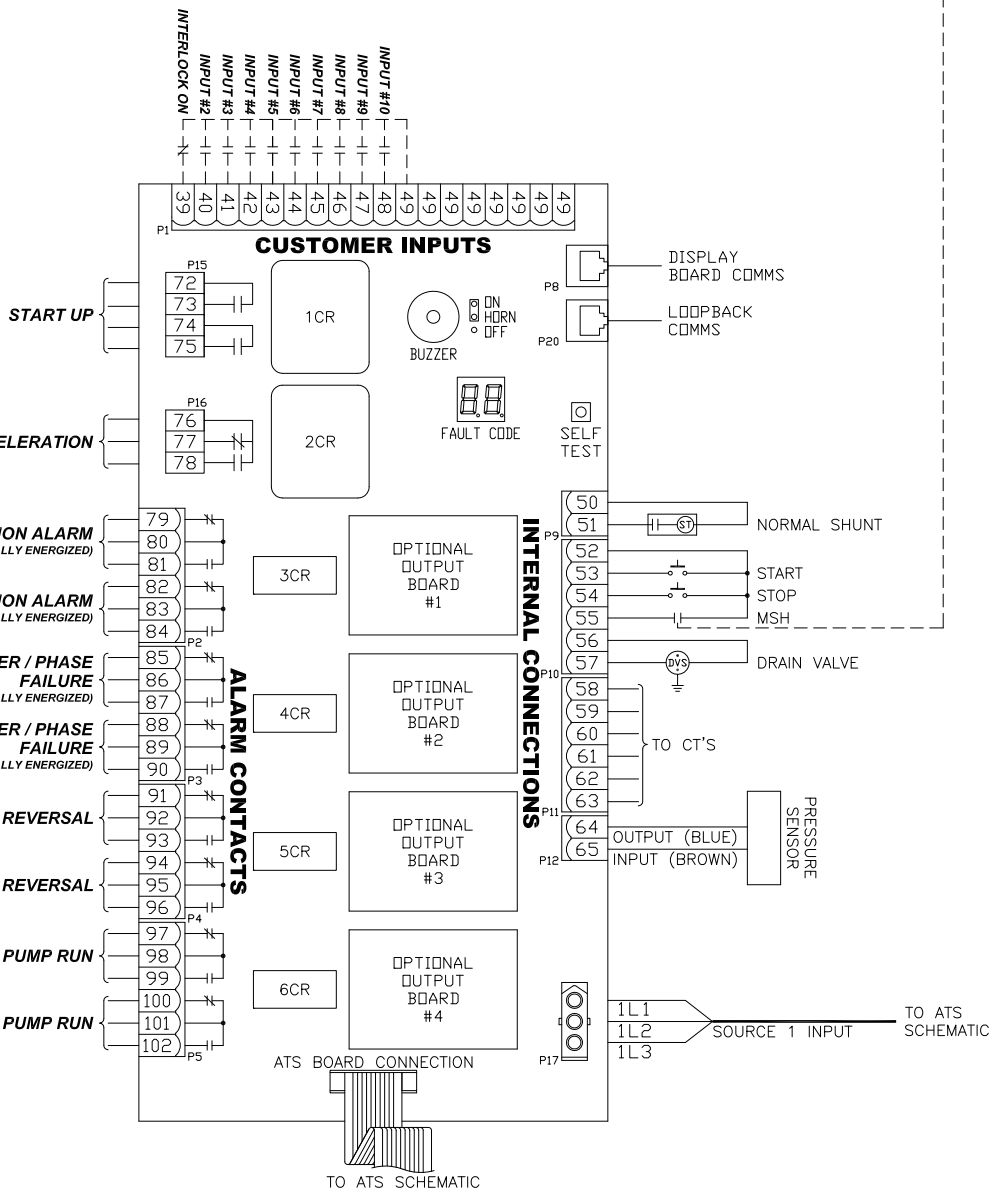 INTERLOCK ON
INPUT #2
INPUT #3
INPUT #4
INPUT #5
INPUT #6
INPUT #7
INPUT #8
INPUT #9
INPUT #10
39 40 41 42 43 44 45 46 47 48 49 49 49 49 49 49 49 49
P1
CUSTOMER INPUTS
P15
72
73
74
75
START UP
1CR
BUZZER
ON
HORN
OFF
P8
DISPLAY
BOARD COMMS
P20
LOOPBACK
COMMS
P16
76
77
78
ELERATION
2CR
FAULT CODE
SELF
TEST
79
80
81
82
83
84
P2
ION ALARM
LLY ENERGIZED)
ION ALARM
LLY ENERGIZED)
85
86
87
88
89
90
P3
ER / PHASE
FAILURE
LLY ENERGIZED)
ER / PHASE
FAILURE
LLY ENERGIZED)
91
92
93
94
95
96
P4
REVERSAL
REVERSAL
97
98
99
100
101
102
P5
PUMP RUN
PUMP RUN
ALARM CONTACTS
3CR
4CR
5CR
6CR
OPTIONAL
OUTPUT
BOARD
#1
OPTIONAL
OUTPUT
BOARD
#2
OPTIONAL
OUTPUT
BOARD
#3
OPTIONAL
OUTPUT
BOARD
#4
INTERNAL CONNECTIONS
50
51
P9
ST
NORMAL SHUNT
52
53
54
55
56
57
P10
START
STOP
MSH
DVS
DRAIN VALVE
58
59
60
61
62
63
P11
TO CT'S
64
65
P12
OUTPUT (BLUE)
INPUT (BROWN)
PRESSURE
SENSOR
P17
1L1
1L2
1L3
SOURCE 1 INPUT
TO ATS
SCHEMATIC
ATS BOARD CONNECTION
TO ATS SCHEMATIC